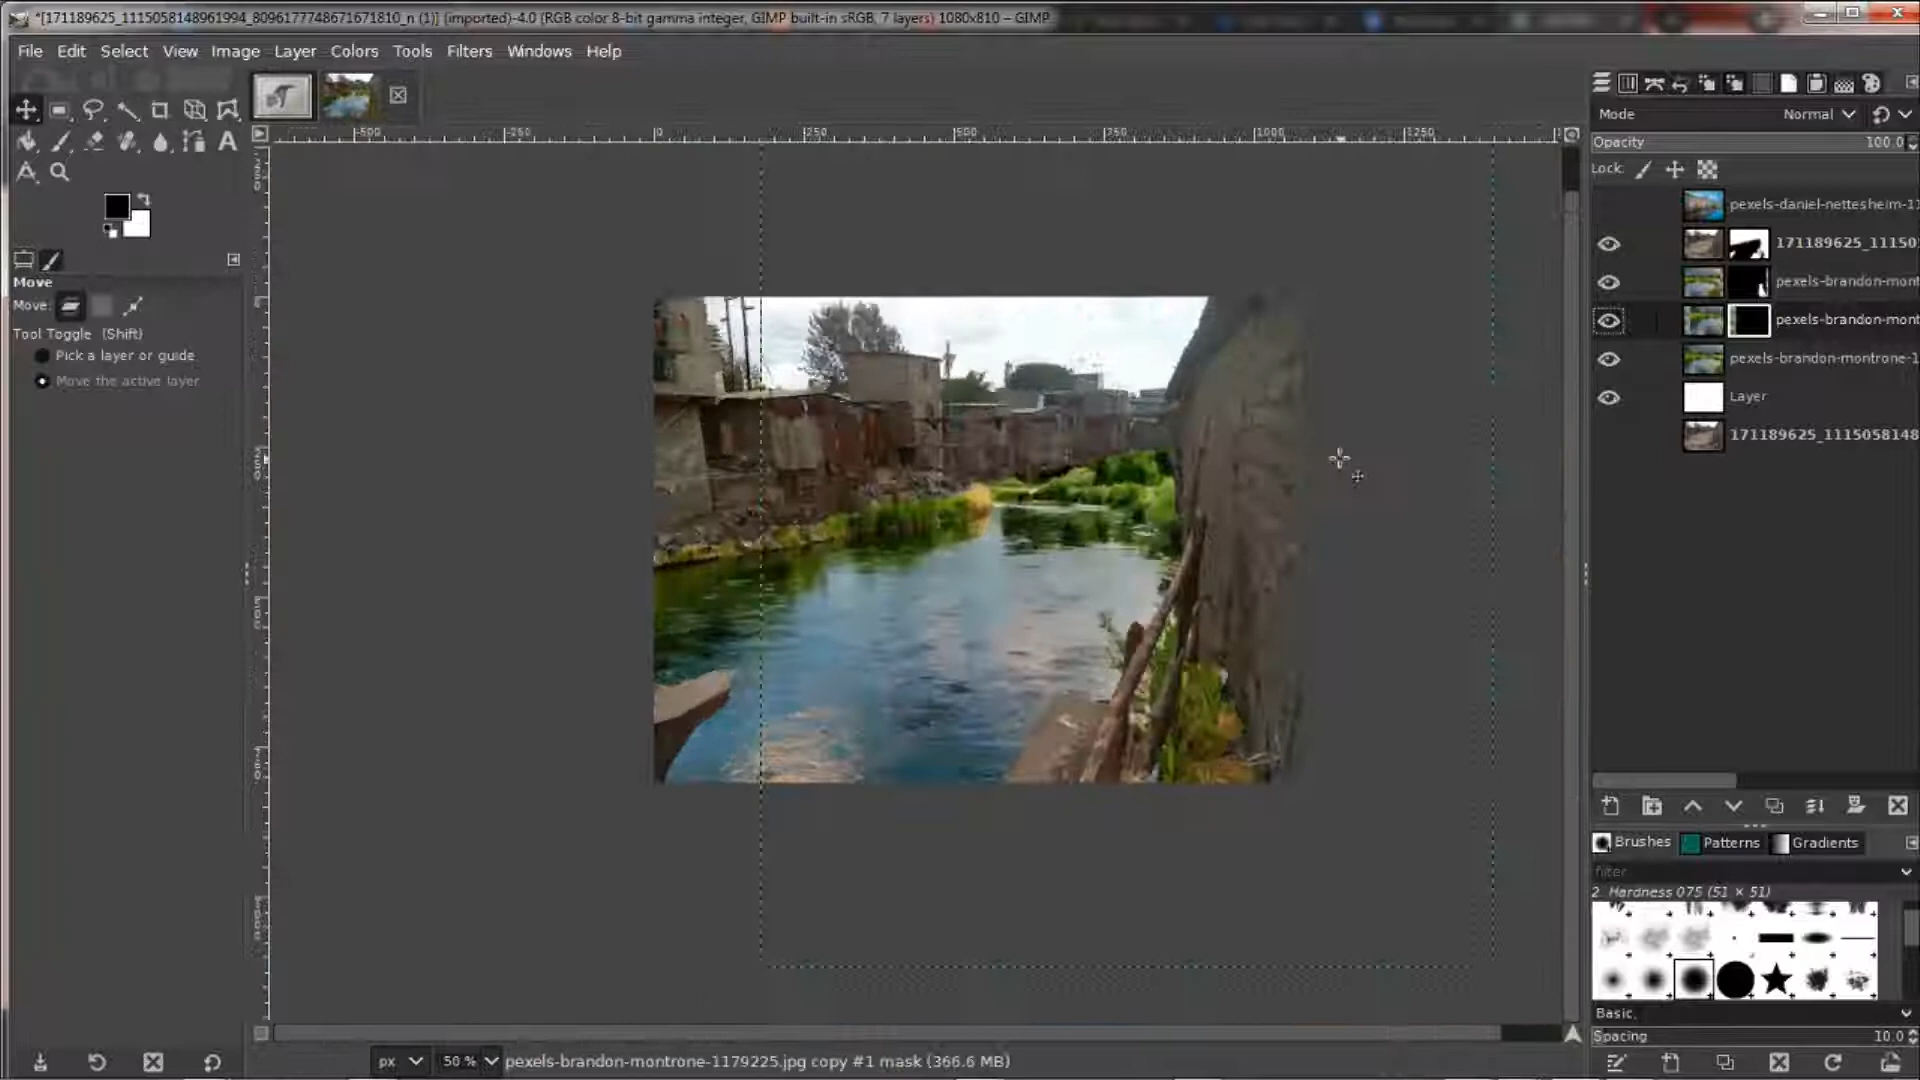 *[171189625_1115058148961994_8096177748671671810_n (1)] (imported)-4.0 (RGB color 8-bit gamma integer, GIMP built-in sRGB, 7 layers) 1080x810 – GIMP
File Edit Select View Image Layer Colors Tools Filters Windows Help
-500 -250 0 250 500 750 1000 1250
Mode Normal
Opacity 100.0
Lock:
pexels-daniel-nettesheim-11
171189625_11150
pexels-brandon-mont
pexels-brandon-mont
pexels-brandon-montrone-1
Layer
171189625_1115058148
Move
Move:
Tool Toggle (Shift)
Pick a layer or guide
Move the active layer
Brushes Patterns Gradients
filter
2. Hardness 075 (51 × 51)
Basic,
Spacing 10.0
px 50 % pexels-brandon-montrone-1179225.jpg copy #1 mask (366.6 MB)